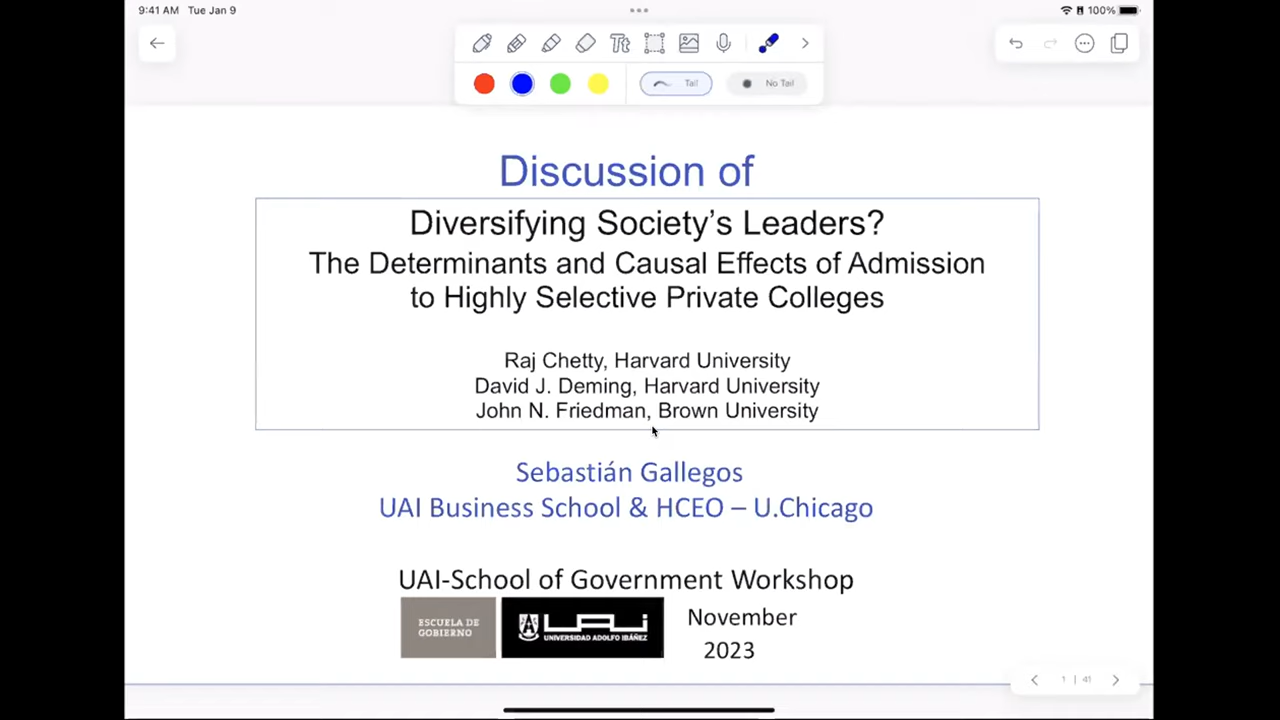 9:41 AM Tue Jan 9
100%
Tt
Tail
No Tail
Discussion of
Diversifying Society's Leaders?
The Determinants and Causal Effects of Admission
to Highly Selective Private Colleges
Raj Chetty, Harvard University
David J. Deming, Harvard University
John N. Friedman, Brown University
Sebastián Gallegos
UAI Business School & HCEO – U.Chicago
UAI-School of Government Workshop
ESCUELA DE
GOBIERNO
UAI
UNIVERSIDAD ADOLFO IBÁÑEZ
November
2023
1 | 41